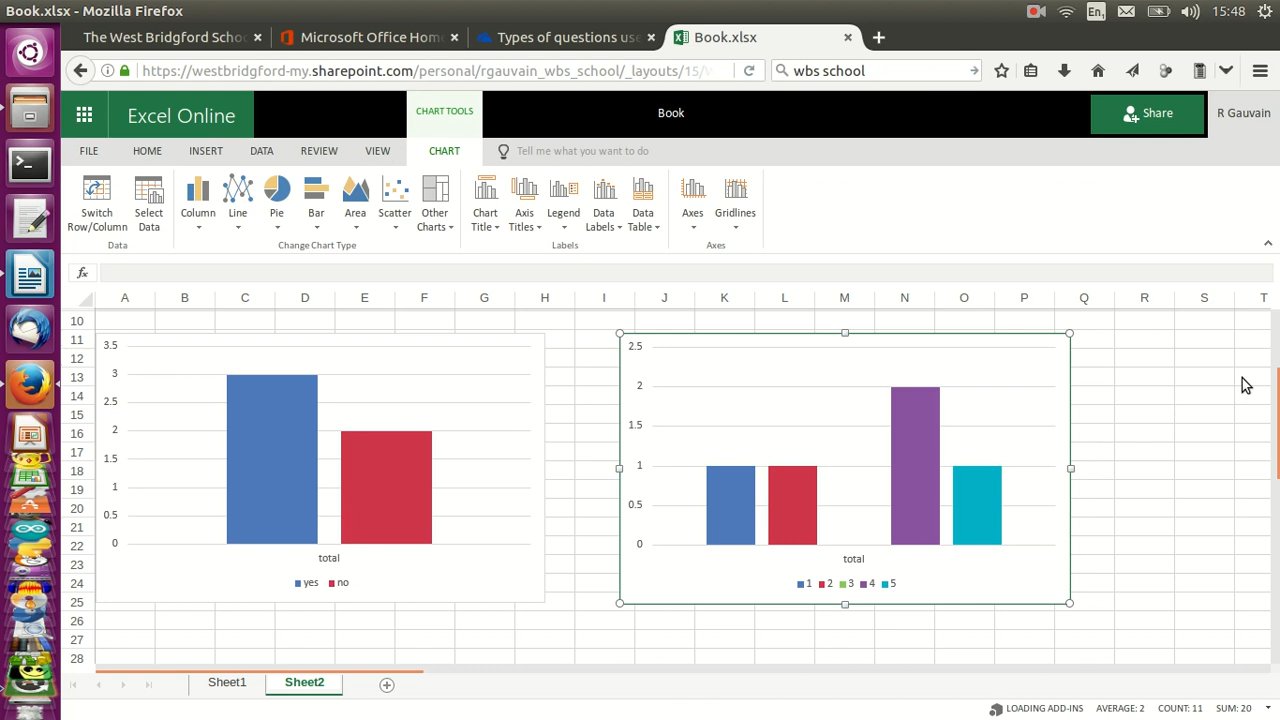 Book.xlsx - Mozilla Firefox
En1
15:48
The West Bridgford Schoo
Microsoft Office Home
Types of questions use
Book.xlsx
https://westbridgford-my.sharepoint.com/personal/rgauvain_wbs_school/_layouts/15/
wbs school
Excel Online
CHART TOOLS
Book
Share
R Gauvain
FILE HOME INSERT DATA REVIEW VIEW CHART Tell me what you want to do
Switch Row/Column
Select Data
Column
Line
Pie
Bar
Area
Scatter
Other Charts
Chart Title
Axis Titles
Legend
Data Labels
Data Table
Axes
Gridlines
Data
Change Chart Type
Labels
Axes
fx
A B C D E F G H I J K L M N O P Q R S T
10
11
12
13
14
15
16
17
18
19
20
21
22
23
24
25
26
27
28
3.5
3
2.5
2
1.5
1
0.5
0
total
yes no
2.5
2
1.5
1
0.5
0
total
1 2 3 4 5
Sheet1 Sheet2
LOADING ADD-INS AVERAGE: 2 COUNT: 11 SUM: 20